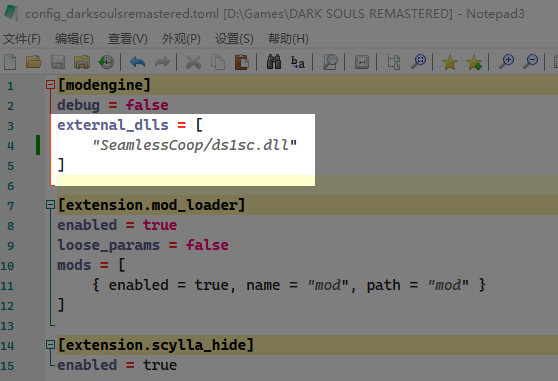 config_darksoulsremastered.toml [D:\Games\DARK SOULS REMASTERED] - Notepad3
文件(F) 编辑(E) 查看(V) 外观(P) 设置(S) 帮助(H)
1 [modengine]
2 debug = false
3 external_dlls = [
4 "SeamlessCoop/ds1sc.dll"
5 ]
6
7 [extension.mod_loader]
8 enabled = true
9 loose_params = false
10 mods = [
11 { enabled = true, name = "mod", path = "mod" }
12 ]
13
14 [extension.scylla_hide]
15 enabled = true